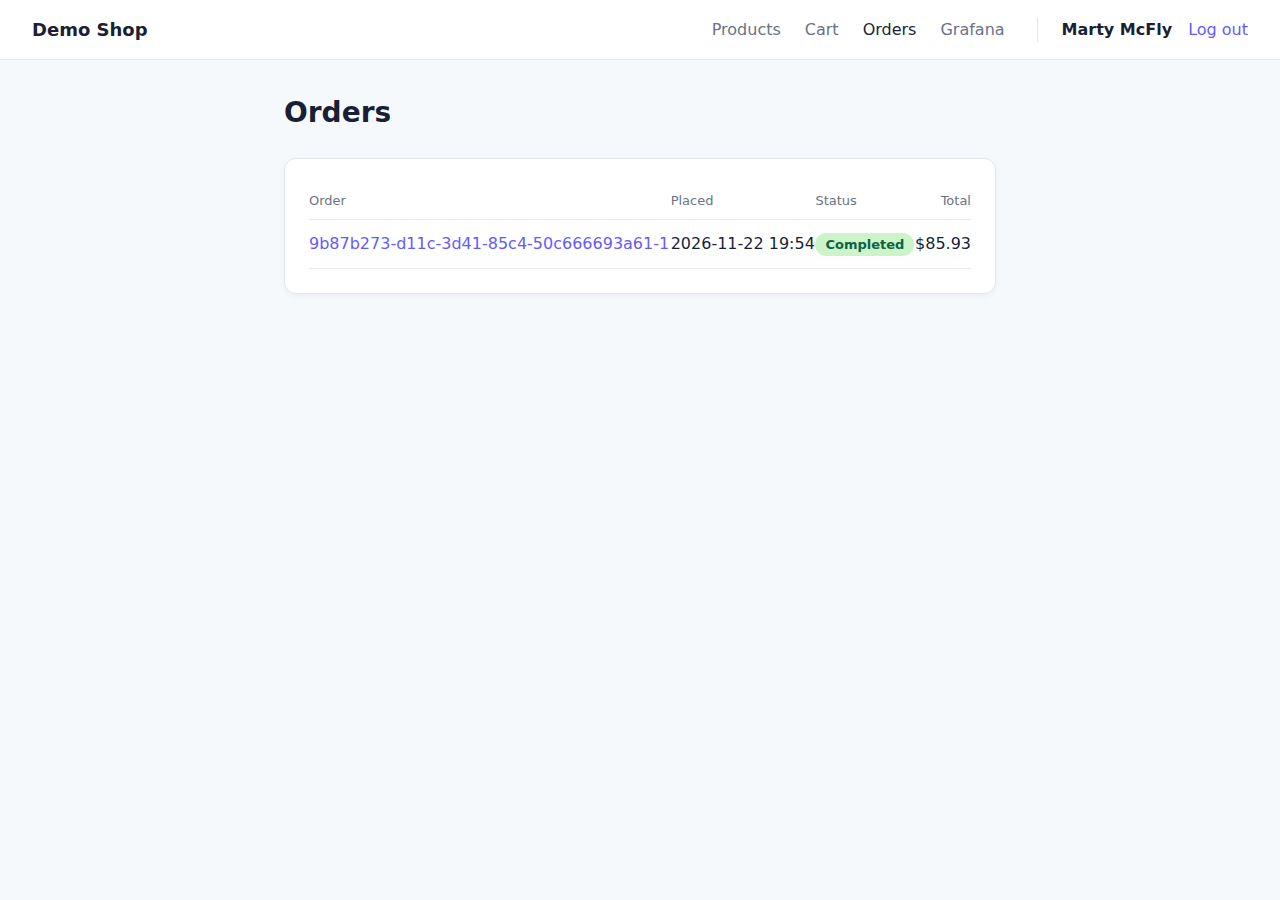 Demo Shop Products Cart Orders Grafana Marty McFly Log out
Orders
Order Placed Status Total
9b87b273-d11c-3d41-85c4-50c666693a61-1 2026-11-22 19:54 Completed $85.93